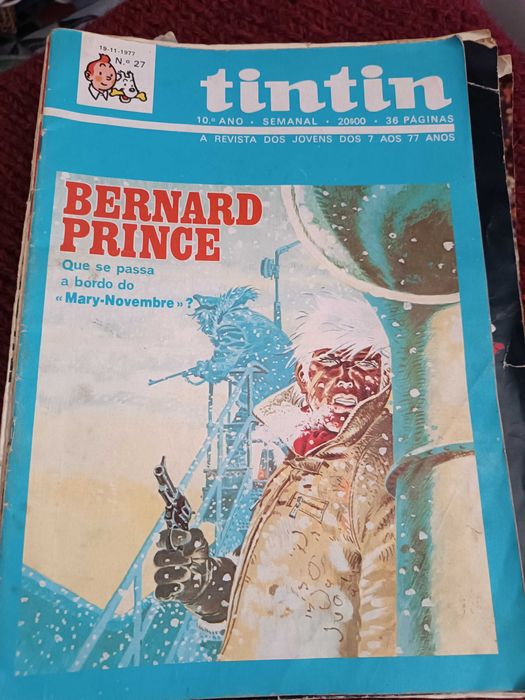 19-11-1977
N.º 27
tintin
10.º ANO • SEMANAL • 20$00 • 36 PÁGINAS
A REVISTA DOS JOVENS DOS 7 AOS 77 ANOS
BERNARD
PRINCE
Que se passa
a bordo do
« Mary-Novembre » ?